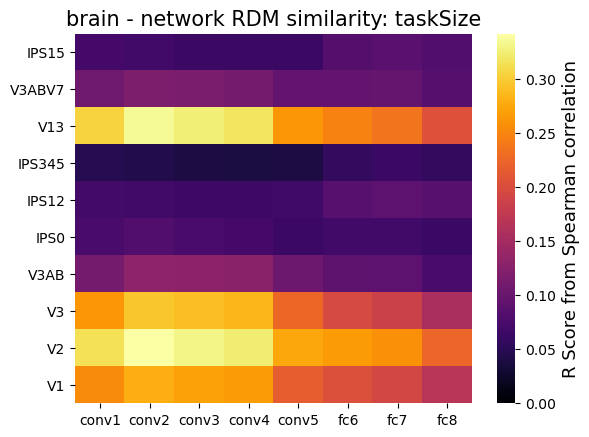 brain - network RDM similarity: taskSize
IPS15
V3ABV7
V13
IPS345
IPS12
IPS0
V3AB
V3
V2
V1
conv1 conv2 conv3 conv4 conv5 fc6 fc7 fc8
0.30
0.25
0.20
0.15
0.10
0.05
0.00
R Score from Spearman correlation